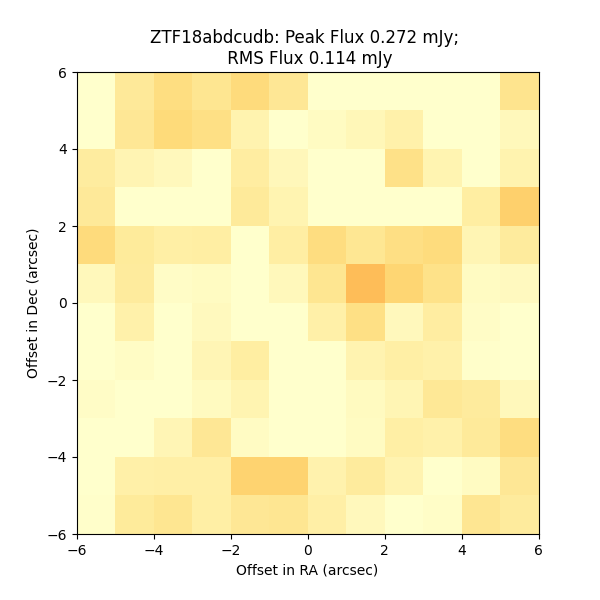 ZTF18abdcudb: Peak Flux 0.272 mJy;
RMS Flux 0.114 mJy
6
4
2
0
−2
−4
−6
Offset in Dec (arcsec)
−6 −4 −2 0 2 4 6
Offset in RA (arcsec)